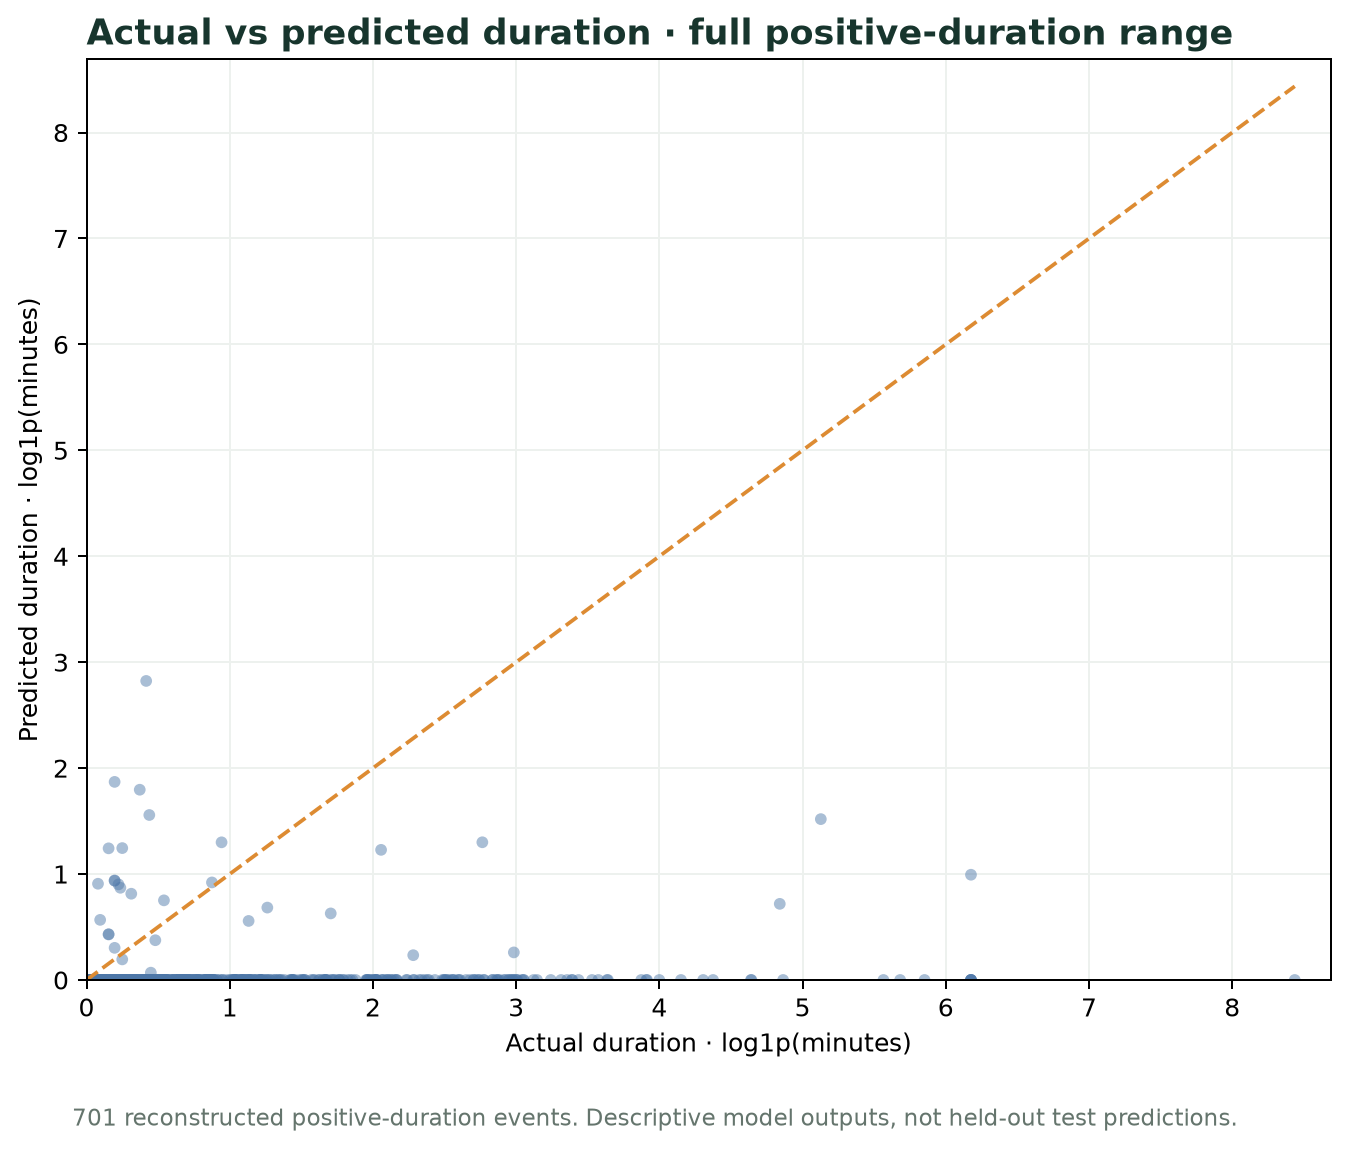 Actual vs predicted duration · full positive-duration range
8
7
6
5
4
3
2
1
0
Predicted duration · log1p(minutes)
0 1 2 3 4 5 6 7 8
Actual duration · log1p(minutes)
701 reconstructed positive-duration events. Descriptive model outputs, not held-out test predictions.